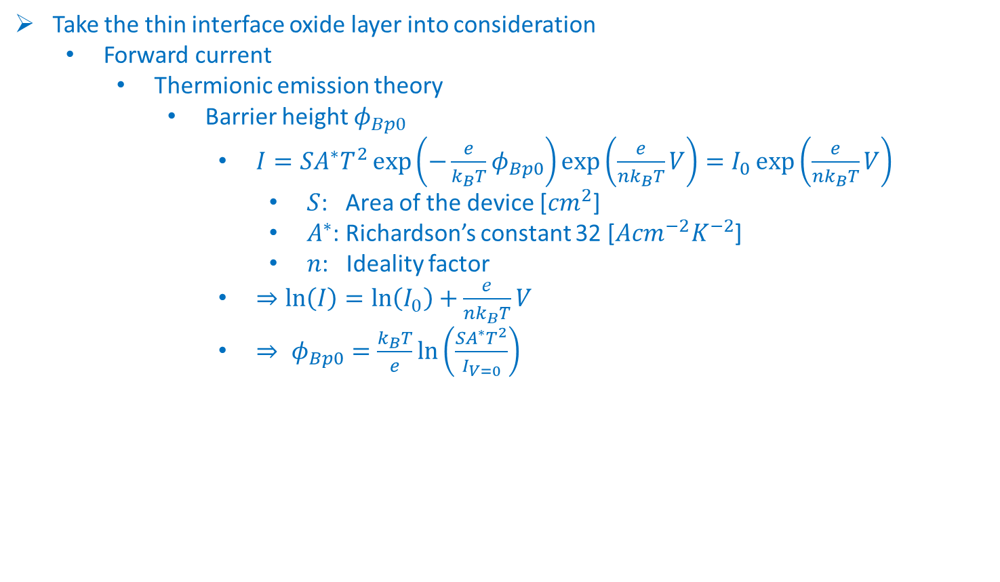 ➢ Take the thin interface oxide layer into consideration
• Forward current
• Thermionic emission theory
• Barrier height $\phi_{Bp0}$
• $I = SA^*T^2 \exp\left(-\frac{e}{k_BT}\phi_{Bp0}\right) \exp\left(\frac{e}{nk_BT}V\right) = I_0 \exp\left(\frac{e}{nk_BT}V\right)$
• $S$: Area of the device $[cm^2]$
• $A^*$: Richardson’s constant 32 $[Acm^{-2}K^{-2}]$
• $n$: Ideality factor
• $\Rightarrow \ln(I) = \ln(I_0) + \frac{e}{nk_BT}V$
• $\Rightarrow \phi_{Bp0} = \frac{k_BT}{e} \ln\left(\frac{SA^*T^2}{I_{V=0}}\right)$